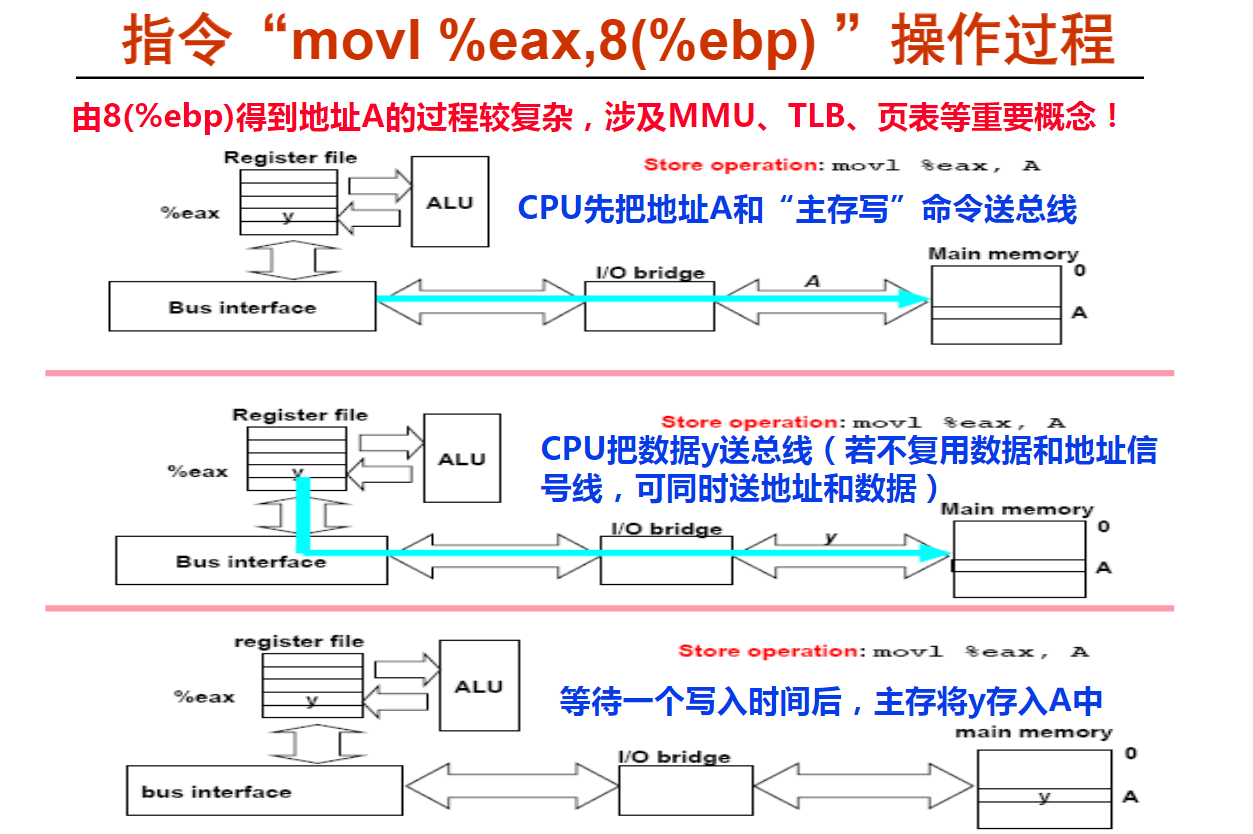 指令“movl %eax,8(%ebp) ”操作过程
由8(%ebp)得到地址A的过程较复杂，涉及MMU、TLB、页表等重要概念！
Register file
Store operation: movl %eax, A
%eax
y
ALU
CPU先把地址A和“主存写”命令送总线
Main memory
I/O bridge
A
0
Bus interface
A
Register file
Store operation: movl %eax, A
%eax
y
ALU
CPU把数据y送总线（若不复用数据和地址信
号线，可同时送地址和数据）
Main memory
I/O bridge
y
0
Bus interface
A
register file
Store operation: movl %eax, A
%eax
y
ALU
等待一个写入时间后，主存将y存入A中
main memory
I/O bridge
0
bus interface
y
A